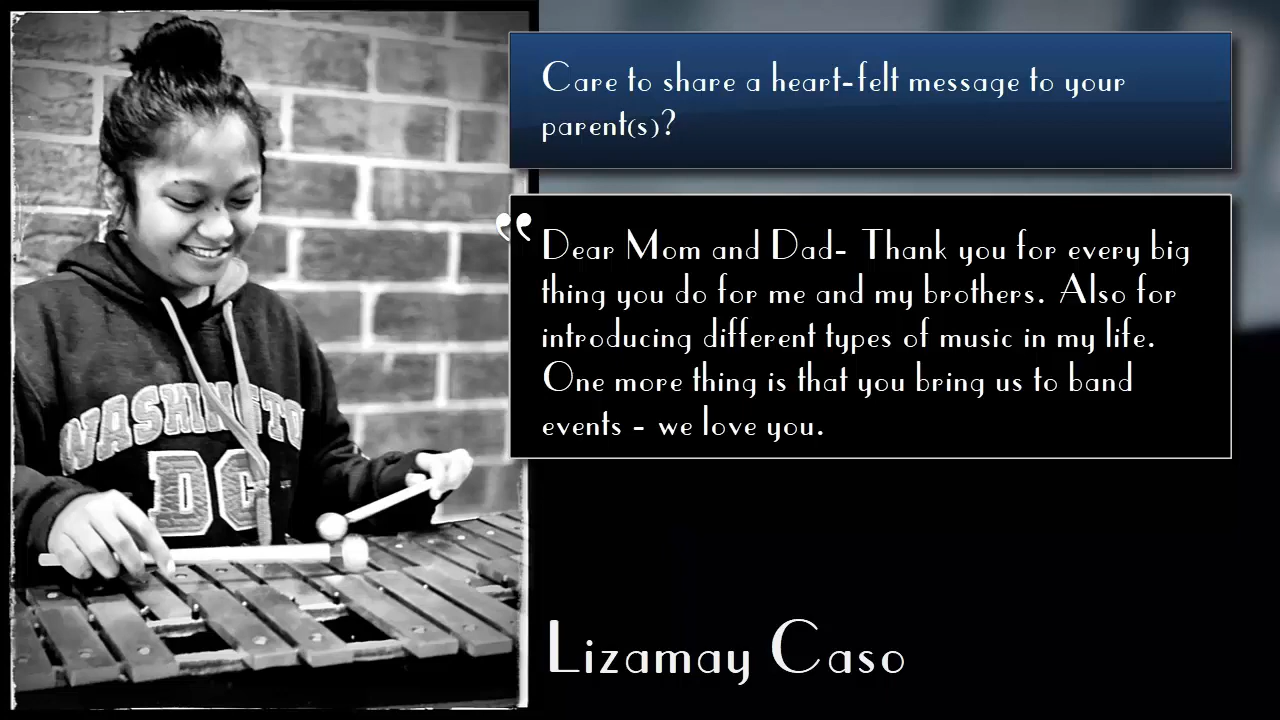 Care to share a heart-felt message to your
parent(s)?
Dear Mom and Dad- Thank you for every big
thing you do for me and my brothers. Also for
introducing different types of music in my life.
One more thing is that you bring us to band
events - we love you.
WASHINGTO
DC
Lizamay Caso